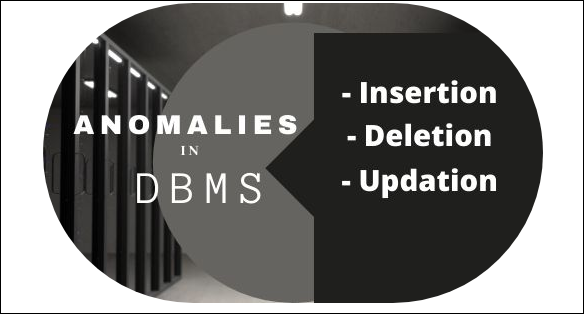 ANOMALIES
IN
DBMS
- Insertion
- Deletion
- Updation